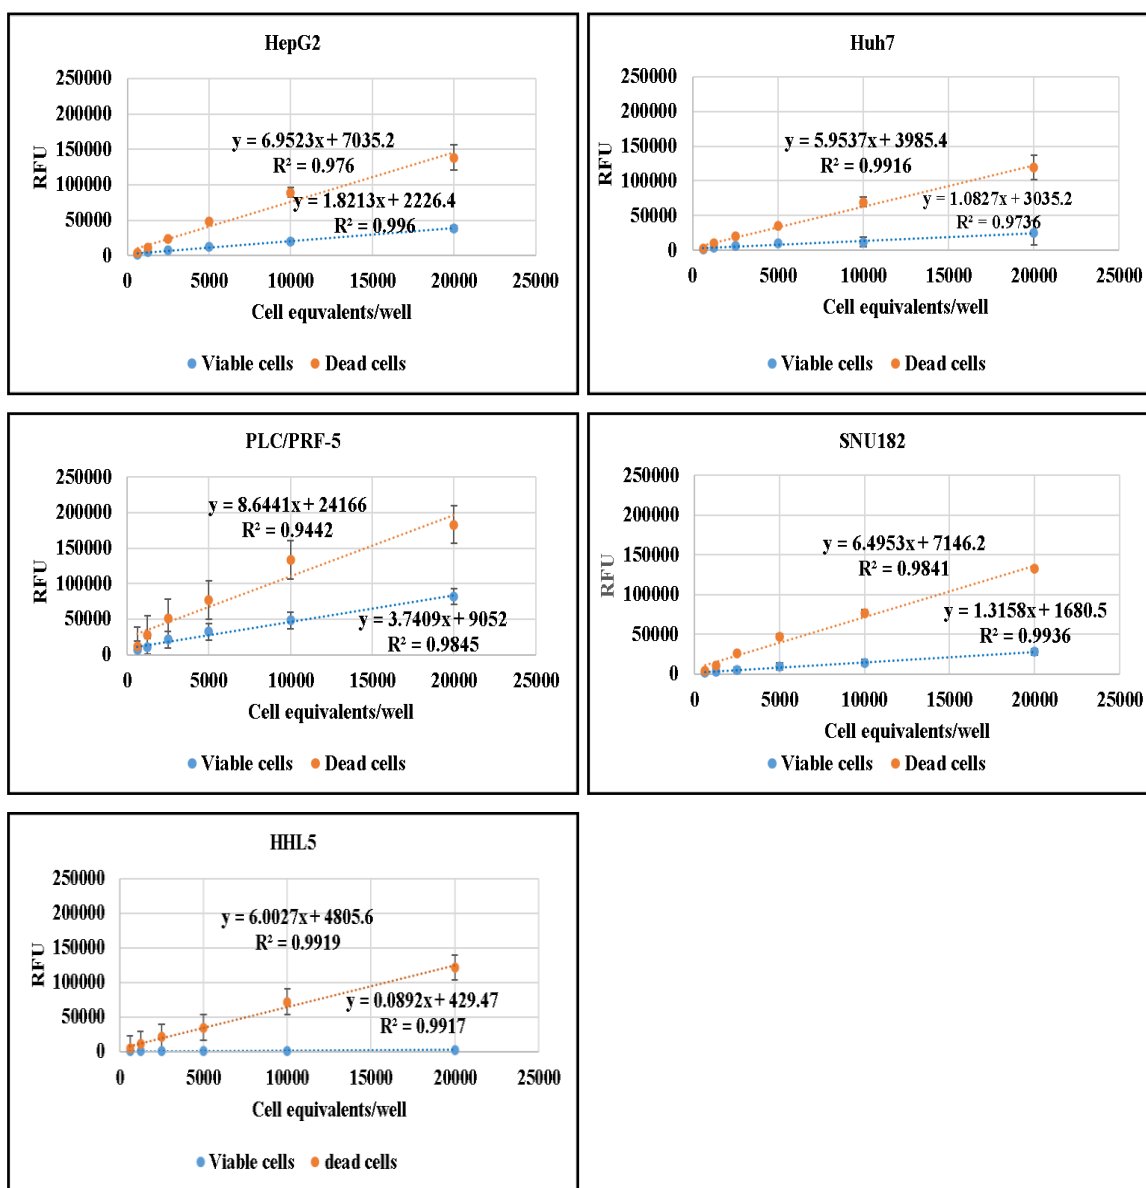 HepG2
250000
200000
150000
100000
50000
0
RFU
y = 6.9523x + 7035.2
R² = 0.976
y = 1.8213x + 2226.4
R² = 0.996
0 5000 10000 15000 20000 25000
Cell equvalents/well
Viable cells Dead cells
Huh7
250000
200000
150000
100000
50000
0
RFU
y = 5.9537x + 3985.4
R² = 0.9916
y = 1.0827x + 3035.2
R² = 0.9736
0 5000 10000 15000 20000 25000
Cell equivalents/well
Viable cells Dead cells
PLC/PRF-5
250000
200000
150000
100000
50000
0
RFU
y = 8.6441x + 24166
R² = 0.9442
y = 3.7409x + 9052
R² = 0.9845
0 5000 10000 15000 20000 25000
Cell equivalents/well
Viable cells Dead cells
SNU182
250000
200000
150000
100000
50000
0
RFU
y = 6.4953x + 7146.2
R² = 0.9841
y = 1.3158x + 1680.5
R² = 0.9936
0 5000 10000 15000 20000 25000
Cell equivalents/well
Viable cells Dead cells
HHL5
250000
200000
150000
100000
50000
0
RFU
y = 6.0027x + 4805.6
R² = 0.9919
y = 0.0892x + 429.47
R² = 0.9917
0 5000 10000 15000 20000 25000
Cell equivalents/well
Viable cells dead cells